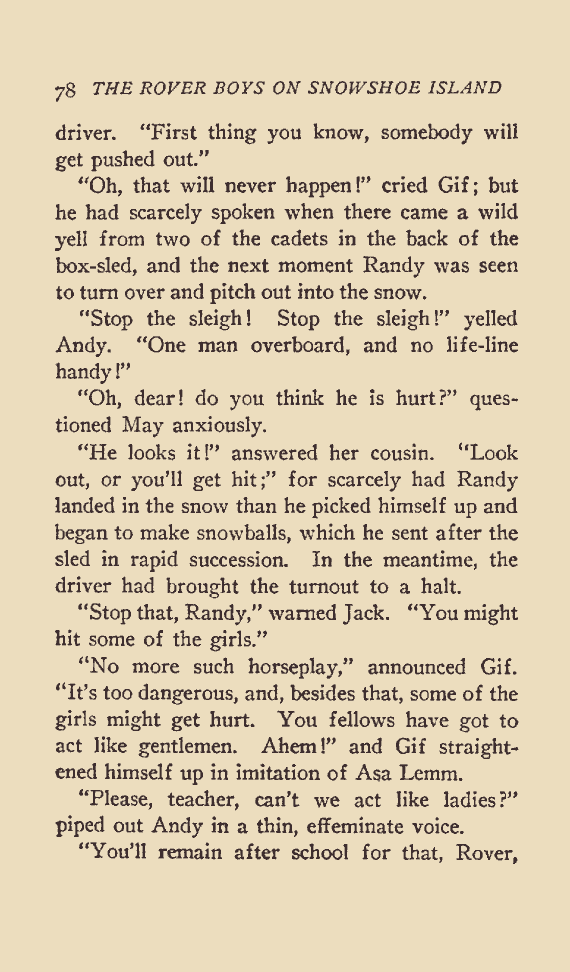 78 THE ROVER BOYS ON SNOWSHOE ISLAND
driver. “First thing you know, somebody will
get pushed out.”
“Oh, that will never happen!” cried Gif; but
he had scarcely spoken when there came a wild
yell from two of the cadets in the back of the
box-sled, and the next moment Randy was seen
to turn over and pitch out into the snow.
“Stop the sleigh! Stop the sleigh!” yelled
Andy. “One man overboard, and no life-line
handy!”
“Oh, dear! do you think he is hurt?” ques-
tioned May anxiously.
“He looks it!” answered her cousin. “Look
out, or you’ll get hit;” for scarcely had Randy
landed in the snow than he picked himself up and
began to make snowballs, which he sent after the
sled in rapid succession. In the meantime, the
driver had brought the turnout to a halt.
“Stop that, Randy,” warned Jack. “You might
hit some of the girls.”
“No more such horseplay,” announced Gif.
“It’s too dangerous, and, besides that, some of the
girls might get hurt. You fellows have got to
act like gentlemen. Ahem!” and Gif straight-
ened himself up in imitation of Asa Lemm.
“Please, teacher, can’t we act like ladies?”
piped out Andy in a thin, effeminate voice.
“You’ll remain after school for that, Rover,